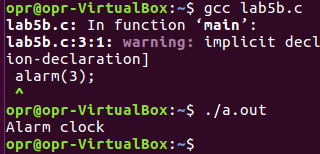 opr@opr-VirtualBox:~$ gcc lab5b.c
lab5b.c: In function ‘main’:
lab5b.c:3:1: warning: implicit decl
ion-declaration]
 alarm(3);
 ^
opr@opr-VirtualBox:~$ ./a.out
Alarm clock
opr@opr-VirtualBox:~$